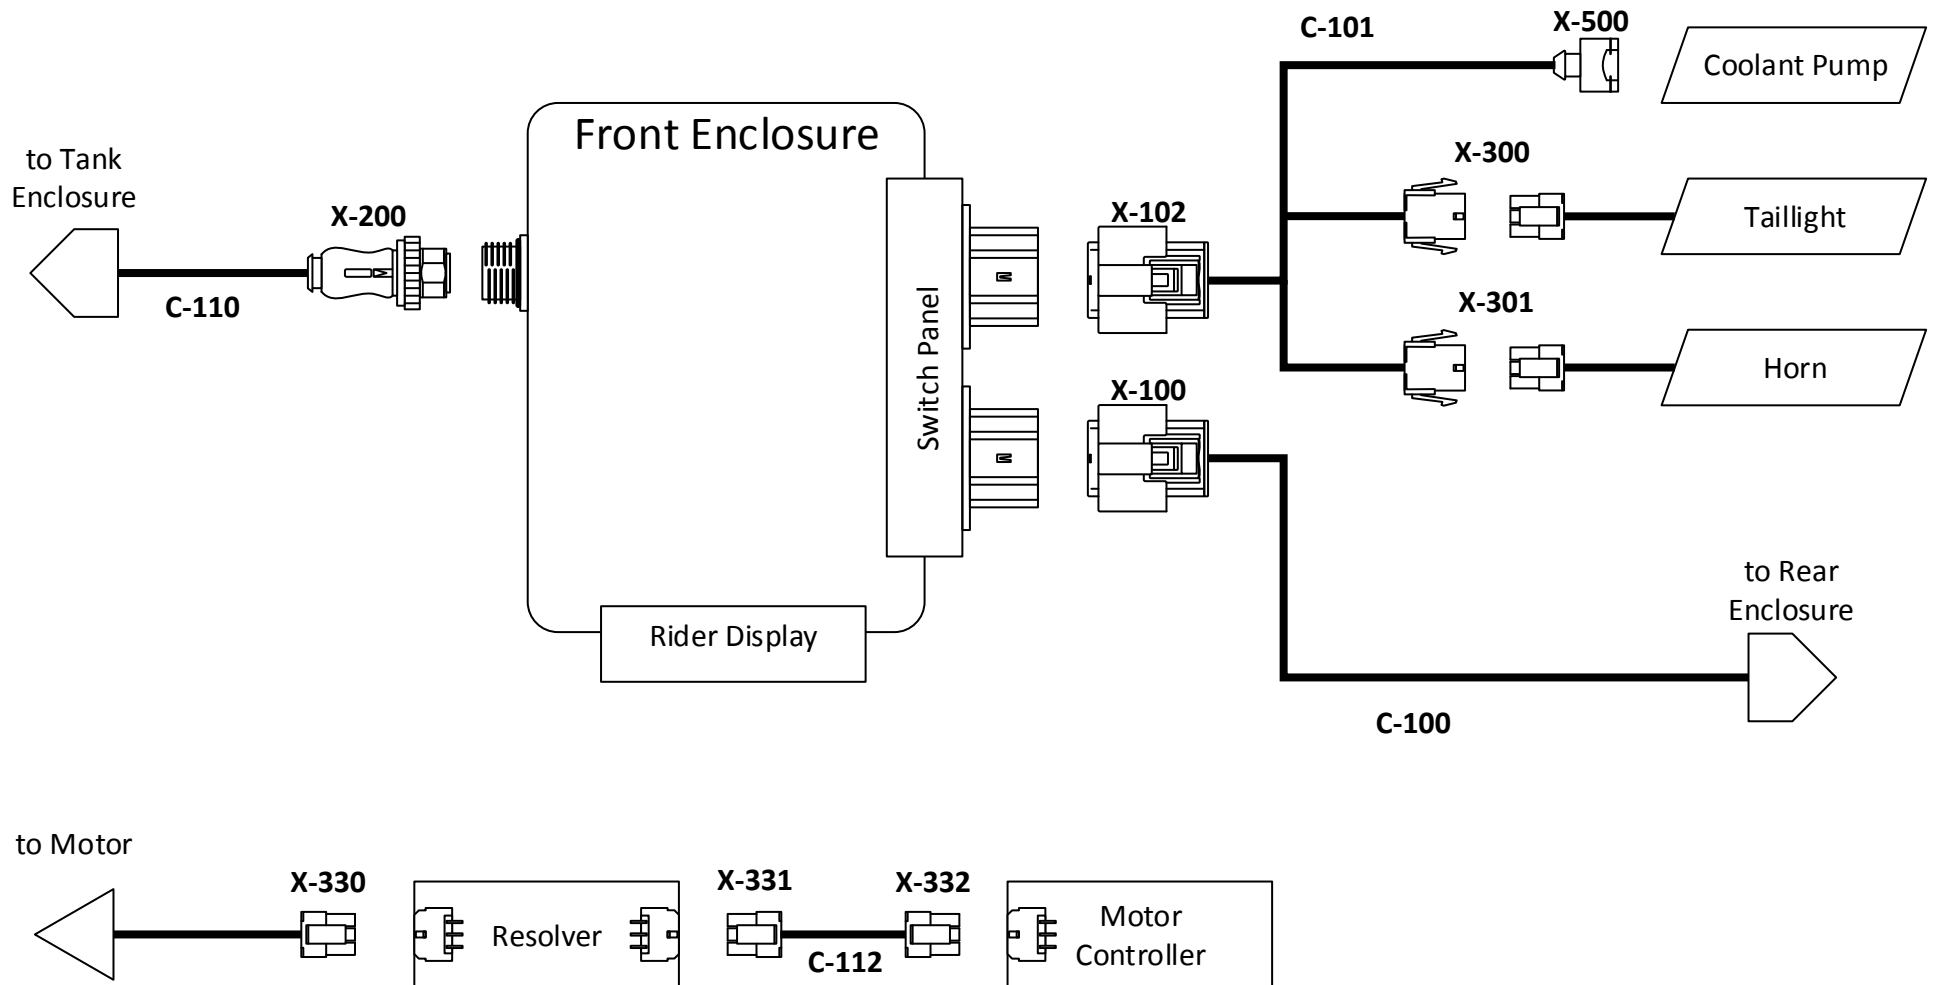 C-101
X-500
Coolant Pump
Front Enclosure
to Tank
Enclosure
X-300
X-200
X-102
Taillight
C-110
X-301
Switch Panel
Horn
X-100
to Rear
Enclosure
Rider Display
C-100
to Motor
X-330
X-331
X-332
Resolver
Motor
Controller
C-112